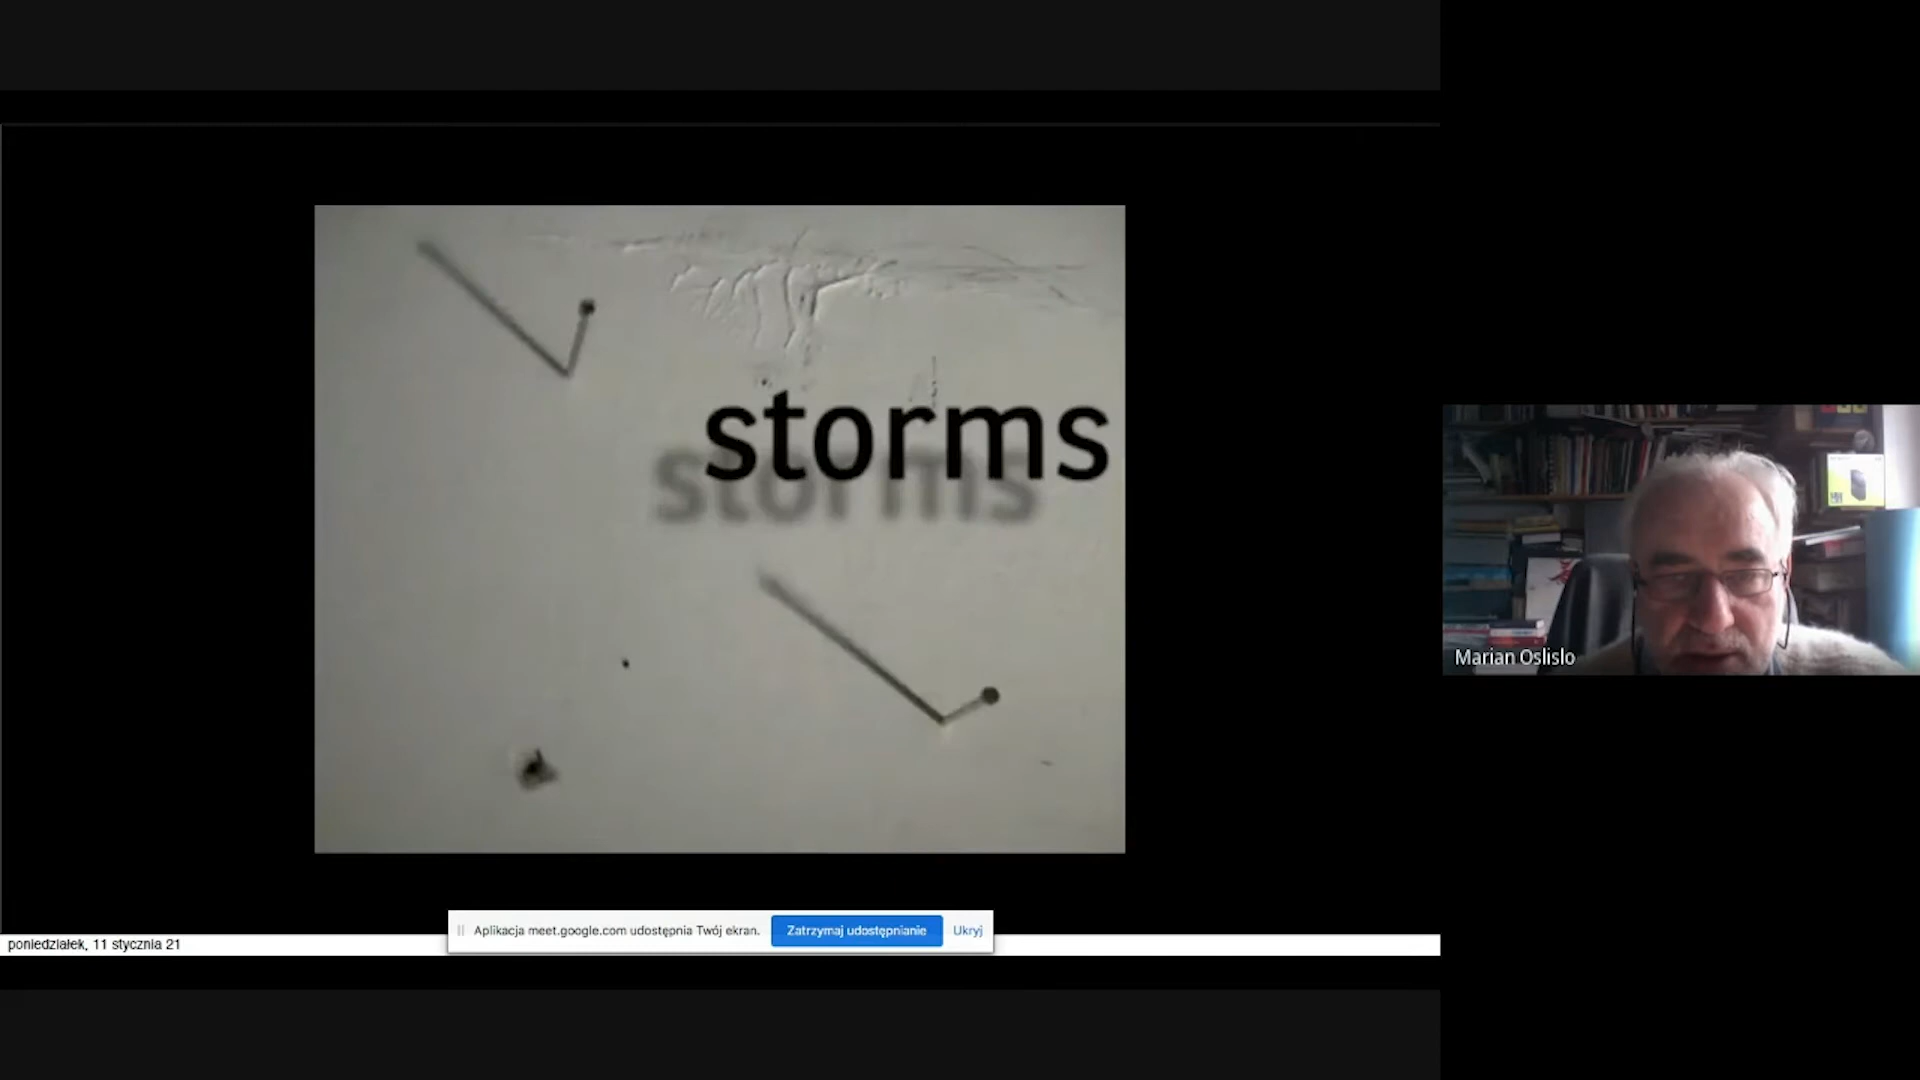 storms
storms
Marian Oslislo
Aplikacja meet.google.com udostępnia Twój ekran.
Zatrzymaj udostępnianie
Ukryj
poniedziałek, 11 stycznia 21